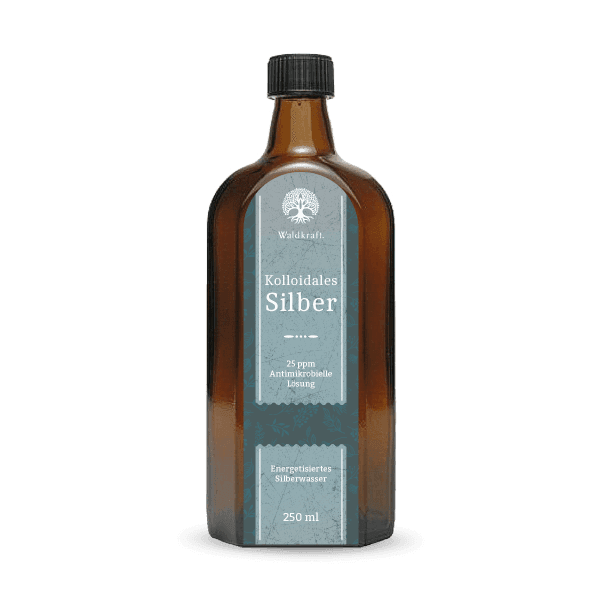 Waldkraft.
Kolloidales
Silber
25 ppm
Antimikrobielle
Lösung
Energetisiertes
Silberwasser
250 ml